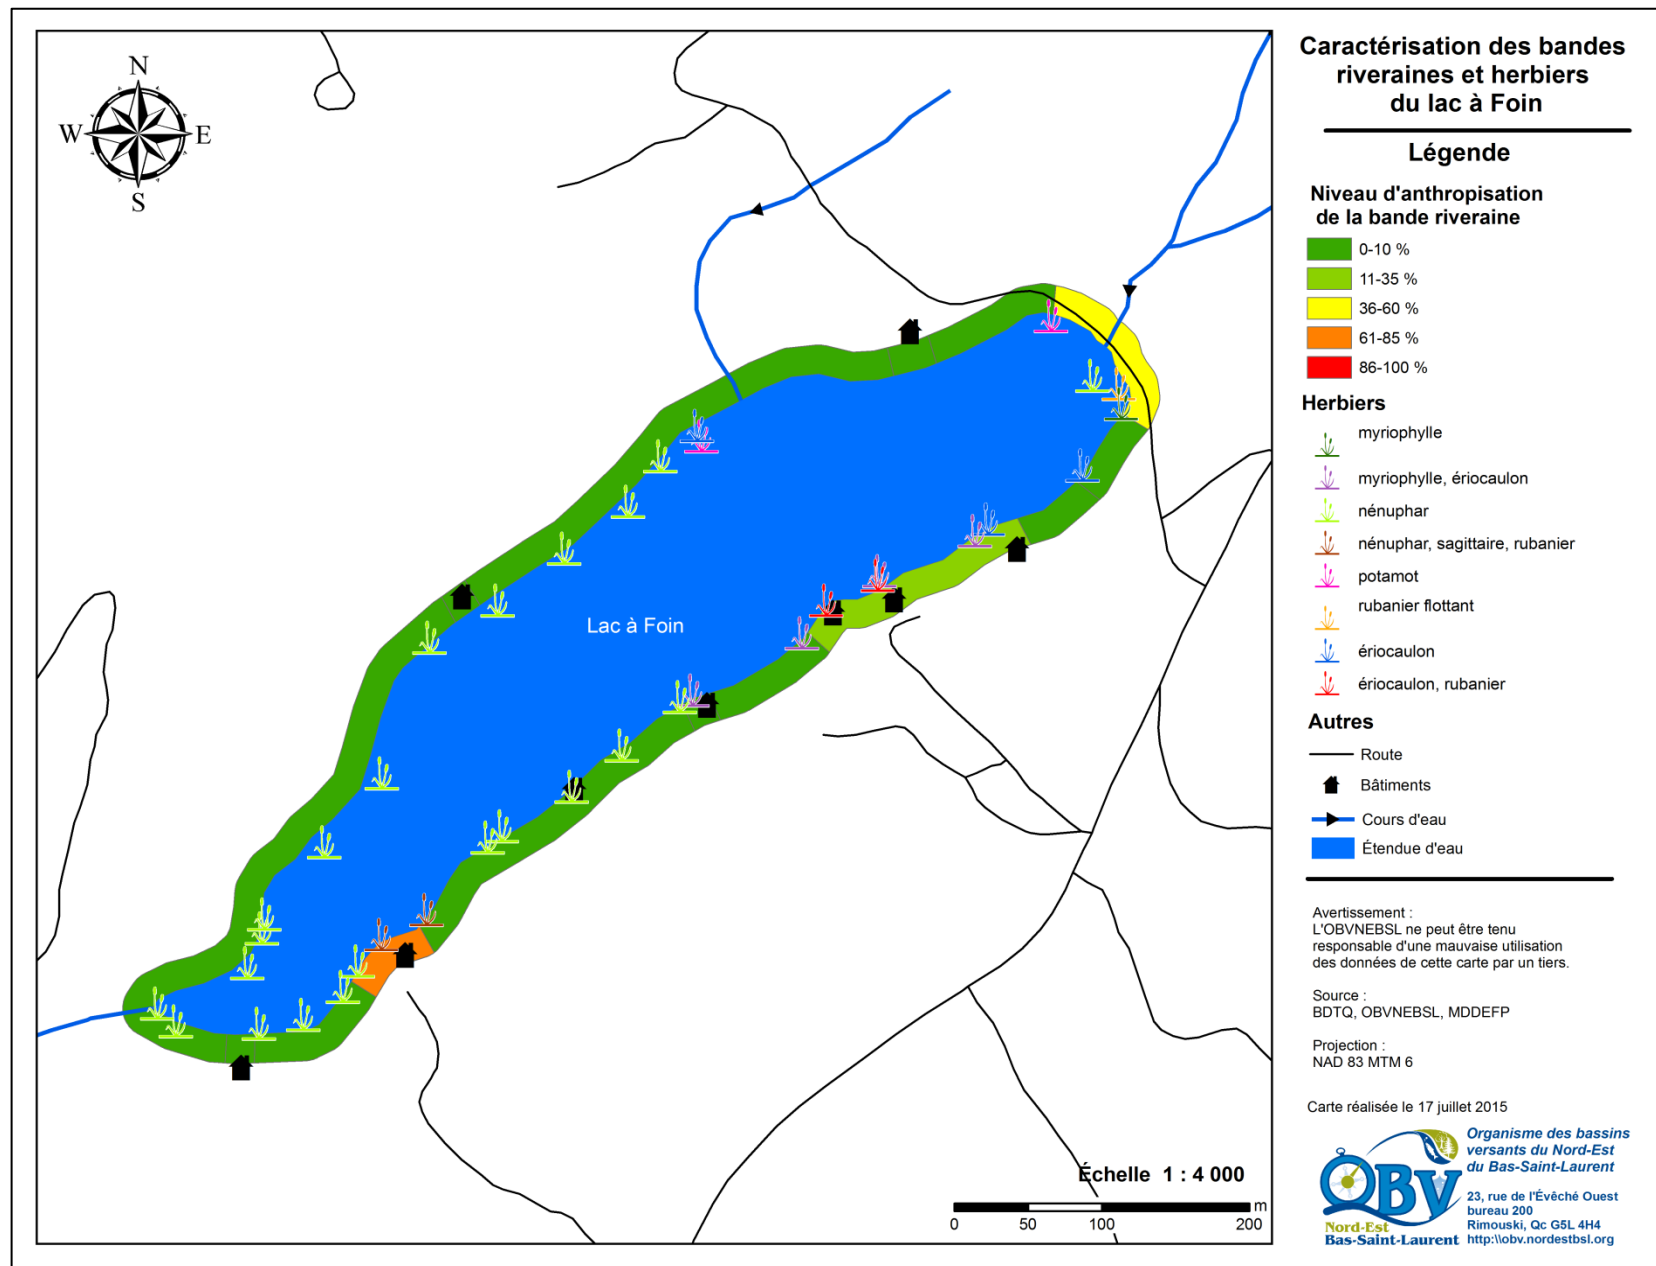 N
W
E
S
Lac à Foin
Échelle 1 : 4 000
m
0
50
100
200
Caractérisation des bandes
riveraines et herbiers
du lac à Foin
Légende
Niveau d'anthropisation
de la bande riveraine
0-10 %
11-35 %
36-60 %
61-85 %
86-100 %
Herbiers
myriophylle
myriophylle, ériocaulon
nénuphar
nénuphar, sagittaire, rubanier
potamot
rubanier flottant
ériocaulon
ériocaulon, rubanier
Autres
Route
Bâtiments
Cours d'eau
Étendue d'eau
Avertissement :
L'OBVNEBSL ne peut être tenu
responsable d'une mauvaise utilisation
des données de cette carte par un tiers.
Source :
BDTQ, OBVNEBSL, MDDEFP
Projection :
NAD 83 MTM 6
Carte réalisée le 17 juillet 2015
OBV
Nord-Est
Bas-Saint-Laurent
Organisme des bassins
versants du Nord-Est
du Bas-Saint-Laurent
23, rue de l'Évêché Ouest
bureau 200
Rimouski, Qc G5L 4H4
http:\\obv.nordestbsl.org